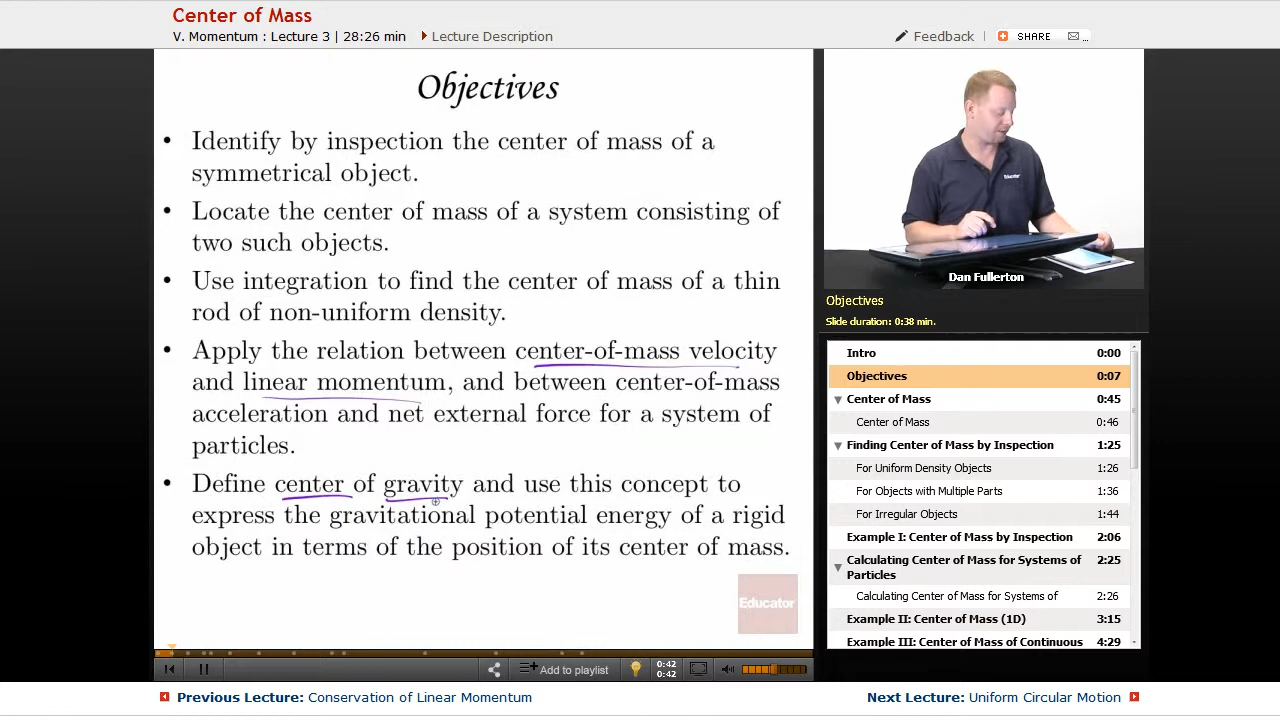 Center of Mass
V. Momentum : Lecture 3 | 28:26 min
Lecture Description
Feedback
SHARE
Objectives
• Identify by inspection the center of mass of a
symmetrical object.
• Locate the center of mass of a system consisting of
two such objects.
• Use integration to find the center of mass of a thin
rod of non-uniform density.
• Apply the relation between center-of-mass velocity
and linear momentum, and between center-of-mass
acceleration and net external force for a system of
particles.
• Define center of gravity and use this concept to
express the gravitational potential energy of a rigid
object in terms of the position of its center of mass.
Educator
Educator
Dan Fullerton
Objectives
Slide duration: 0:38 min.
Intro 0:00
Objectives 0:07
Center of Mass 0:45
Center of Mass 0:46
Finding Center of Mass by Inspection 1:25
For Uniform Density Objects 1:26
For Objects with Multiple Parts 1:36
For Irregular Objects 1:44
Example I: Center of Mass by Inspection 2:06
Calculating Center of Mass for Systems of 2:25
Particles
Calculating Center of Mass for Systems of 2:26
Example II: Center of Mass (1D) 3:15
Example III: Center of Mass of Continuous 4:29
Add to playlist
0:42
0:42
Previous Lecture: Conservation of Linear Momentum
Next Lecture: Uniform Circular Motion